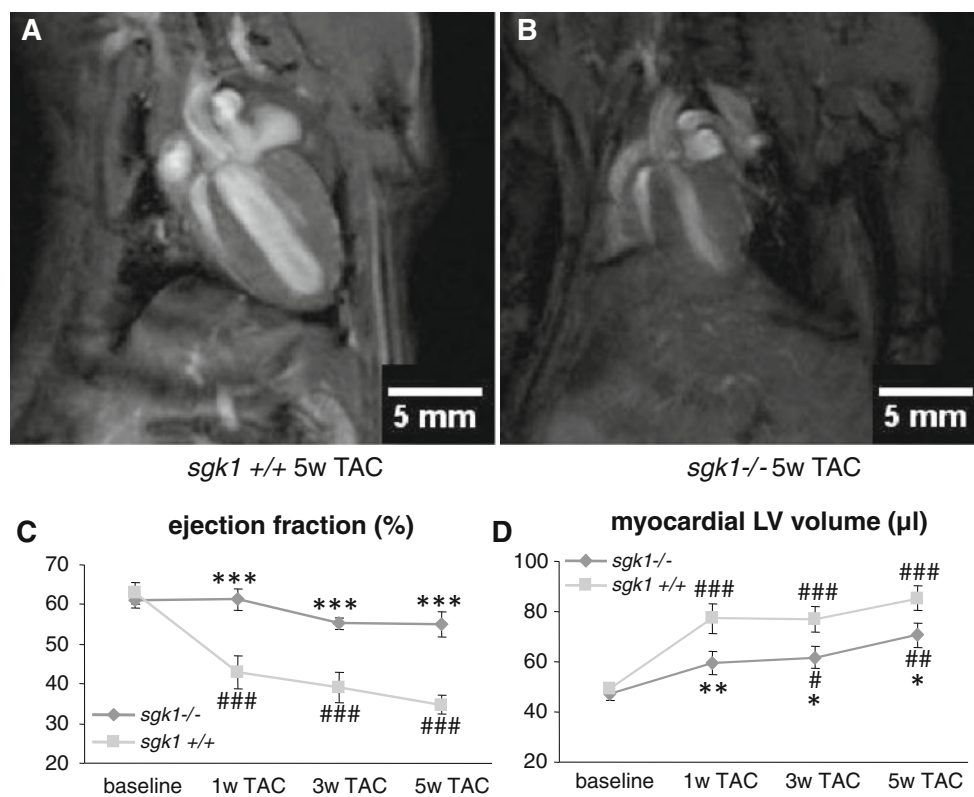 A
B
5 mm
5 mm
sgk1 +/+ 5w TAC
sgk1-/- 5w TAC
C
ejection fraction (%)
70
60
50
40
30
20
***
***
***
###
###
###
sgk1-/-
sgk1 +/+
baseline
1w TAC
3w TAC
5w TAC
D
myocardial LV volume (µl)
100
80
60
40
20
sgk1-/-
sgk1 +/+
###
###
###
**
#
*
##
*
baseline
1w TAC
3w TAC
5w TAC